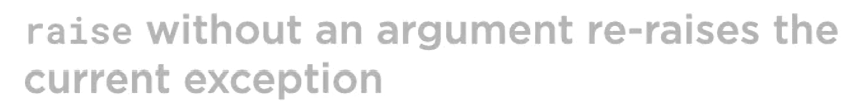 raise without an argument re-raises the
current exception